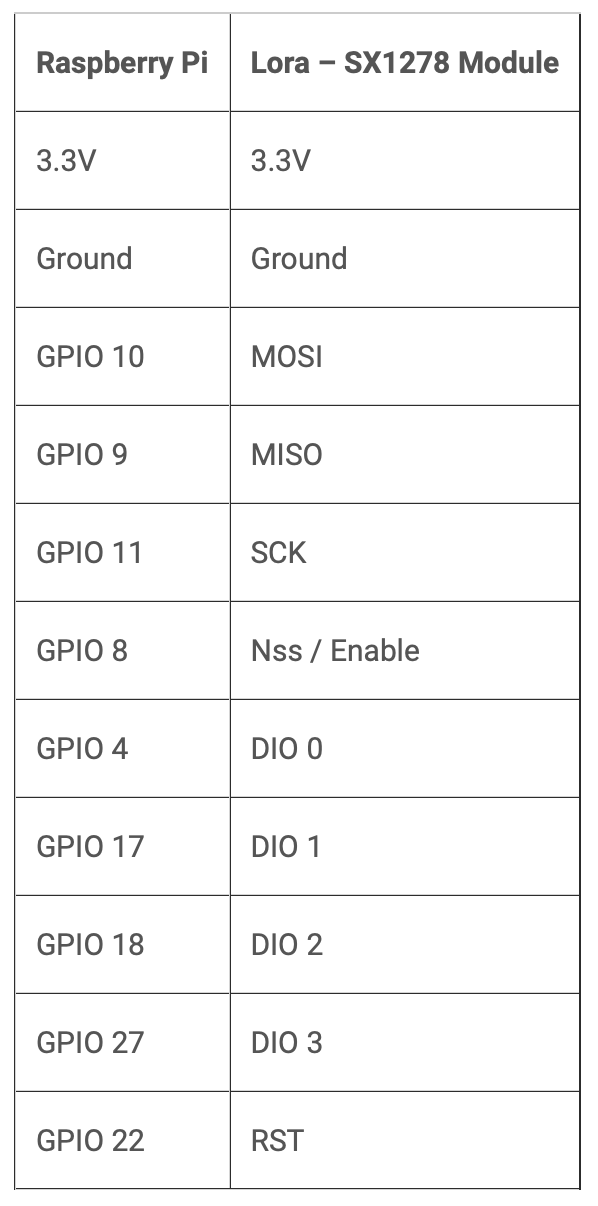 Raspberry Pi Lora – SX1278 Module
3.3V 3.3V
Ground Ground
GPIO 10 MOSI
GPIO 9 MISO
GPIO 11 SCK
GPIO 8 Nss / Enable
GPIO 4 DIO 0
GPIO 17 DIO 1
GPIO 18 DIO 2
GPIO 27 DIO 3
GPIO 22 RST